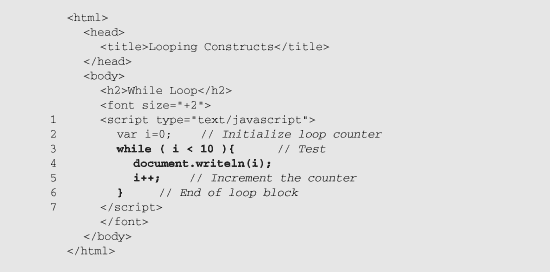 <html>
<head>
<title>Looping Constructs</title>
</head>
<body>
<h2>While Loop</h2>
<font size="+2">
1 <script type="text/javascript">
2 var i=0; // Initialize loop counter
3 while ( i < 10 ){ // Test
4 document.writeln(i);
5 i++; // Increment the counter
6 } // End of loop block
7 </script>
</font>
</body>
</html>